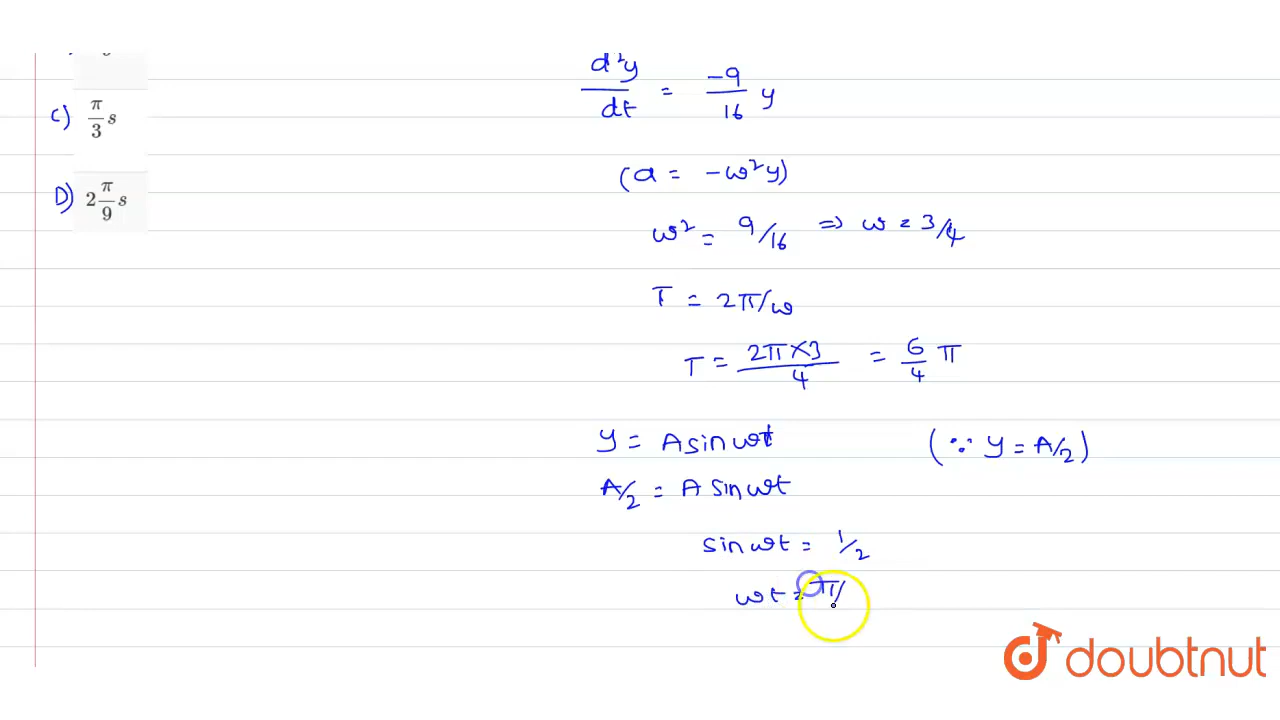 C) π/3 s
D) 2 π/9 s
d²y/dt = -9/16 y
(a = -ω²y)
ω² = 9/16 ⇒ ω = 3/4
T = 2π/ω
T = 2π×3/4 = 6/4 π
y = A sin ωt (∵ y = A/2)
A/2 = A sin ωt
sin ωt = 1/2
ωt = π/
doubtnut